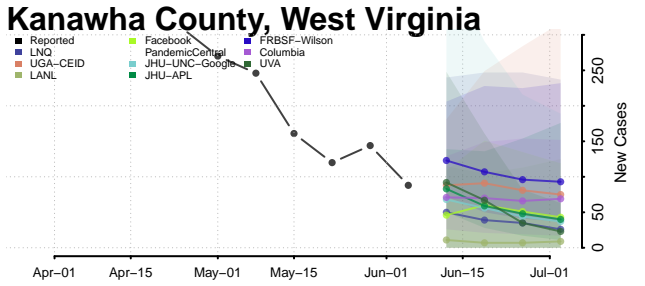 Kanawha County, West Virginia
Reported
LNQ
UGA−CEID
LANL
Facebook
PandemicCentral
JHU−UNC−Google
JHU−APL
FRBSF−Wilson
Columbia
UVA
250
150
50
0
New Cases
Apr−01 Apr−15 May−01 May−15 Jun−01 Jun−15 Jul−01